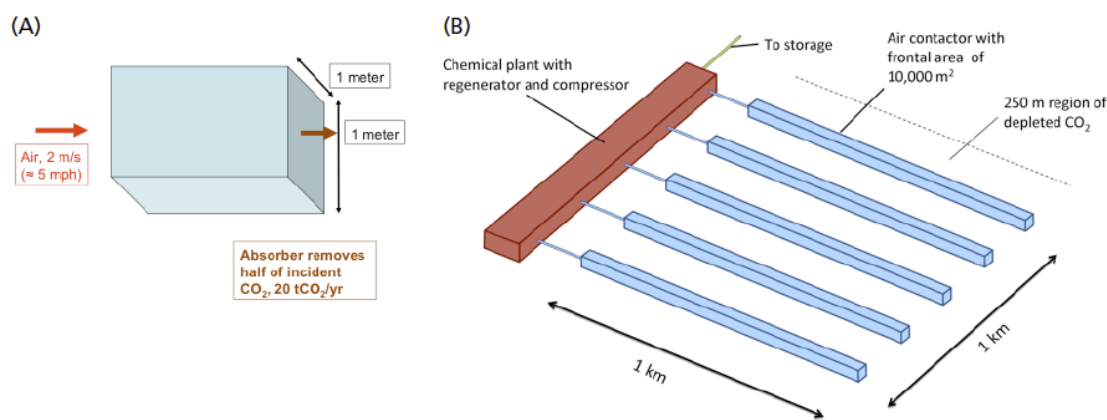 (A)
1 meter
1 meter
Air, 2 m/s
(≈ 5 mph)
Absorber removes
half of incident
CO₂, 20 tCO₂/yr
(B)
To storage
Chemical plant with
regenerator and compressor
Air contactor with
frontal area of
10,000 m²
250 m region of
depleted CO₂
1 km
1 km